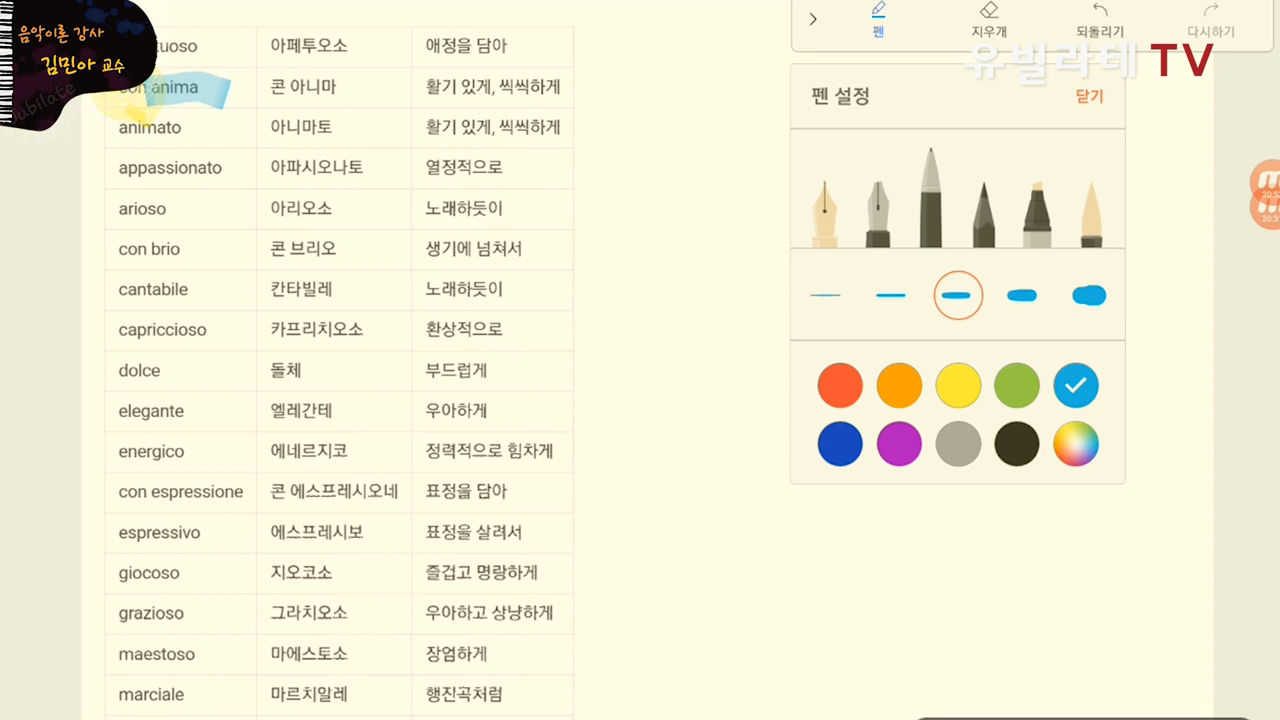 음악이론 강사
김민아 교수
Jubilate
유빌라테 TV
펜
지우개
되돌리기
다시하기
펜 설정
닫기
tuoso 아페투오소 애정을 담아
con anima 콘 아니마 활기 있게, 씩씩하게
animato 아니마토 활기 있게, 씩씩하게
appassionato 아파시오나토 열정적으로
arioso 아리오소 노래하듯이
con brio 콘 브리오 생기에 넘쳐서
cantabile 칸타빌레 노래하듯이
capriccioso 카프리치오소 환상적으로
dolce 돌체 부드럽게
elegante 엘레간테 우아하게
energico 에네르지코 정력적으로 힘차게
con espressione 콘 에스프레시오네 표정을 담아
espressivo 에스프레시보 표정울 살려서
giocoso 지오코소 즐겁고 명랑하게
grazioso 그라치오소 우아하고 상냥하게
maestoso 마에스토소 장엄하게
marciale 마르치알레 행진곡처럼